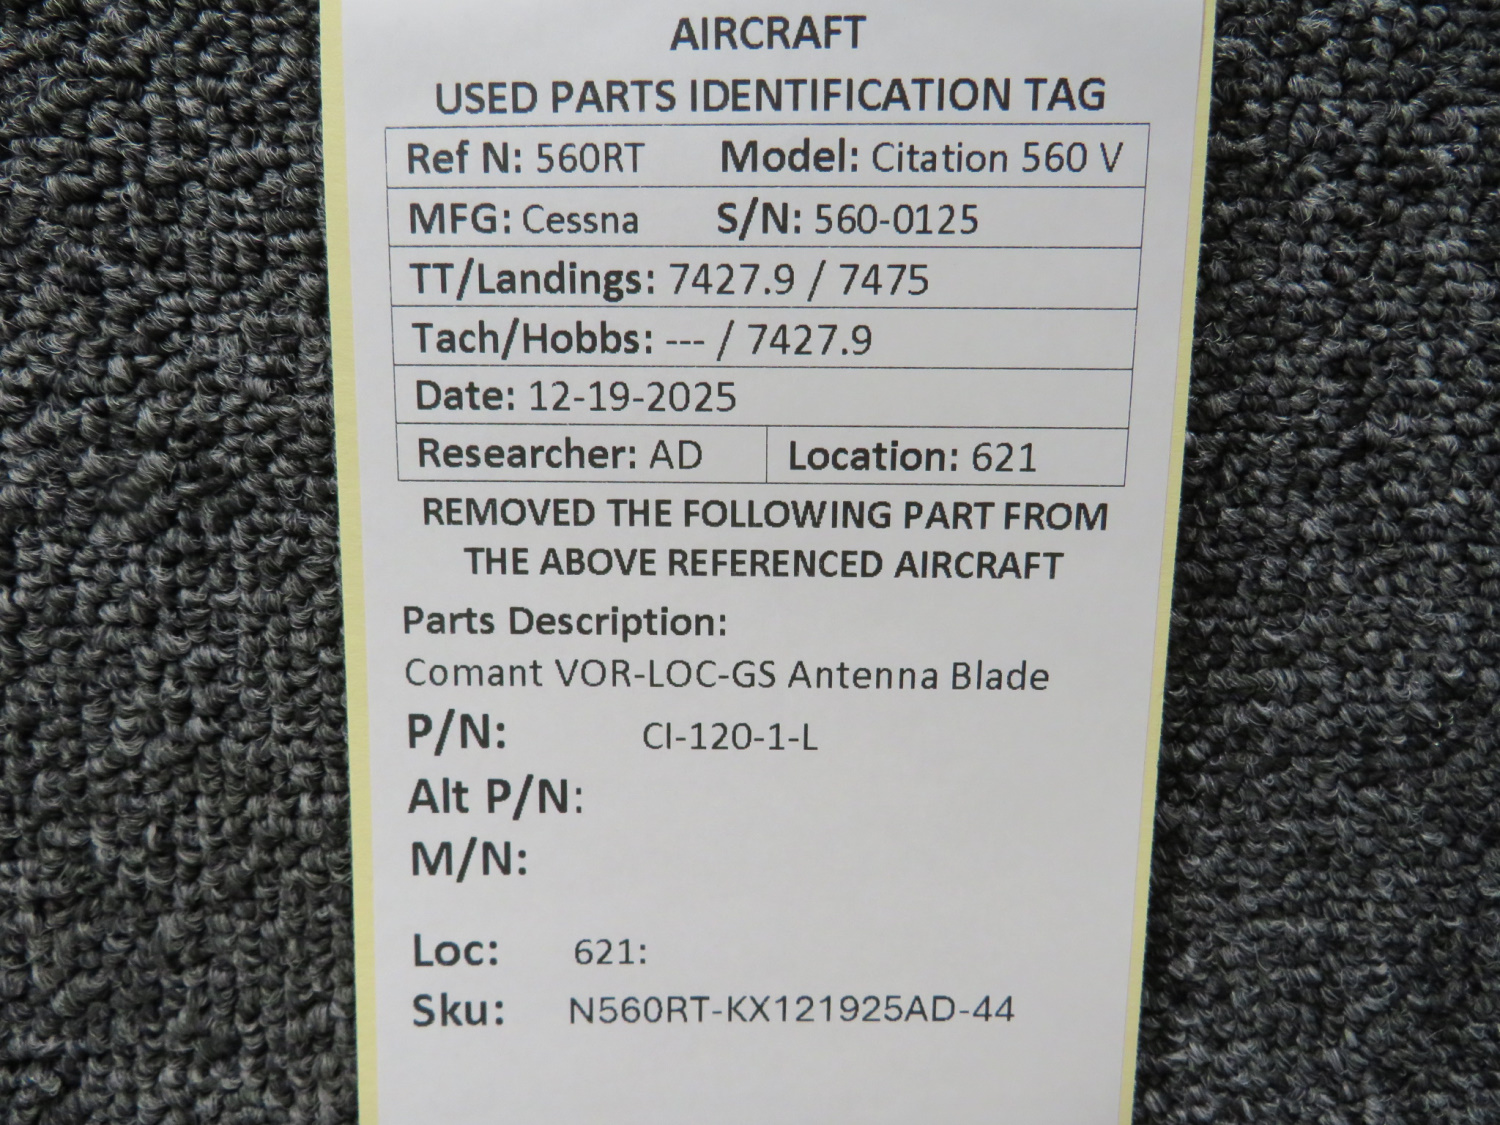 AIRCRAFT
USED PARTS IDENTIFICATION TAG
Ref N: 560RT Model: Citation 560 V
MFG: Cessna S/N: 560-0125
TT/Landings: 7427.9 / 7475
Tach/Hobbs: --- / 7427.9
Date: 12-19-2025
Researcher: AD Location: 621
REMOVED THE FOLLOWING PART FROM
THE ABOVE REFERENCED AIRCRAFT
Parts Description:
Comant VOR-LOC-GS Antenna Blade
P/N: CI-120-1-L
Alt P/N:
M/N:
Loc: 621:
Sku: N560RT-KX121925AD-44